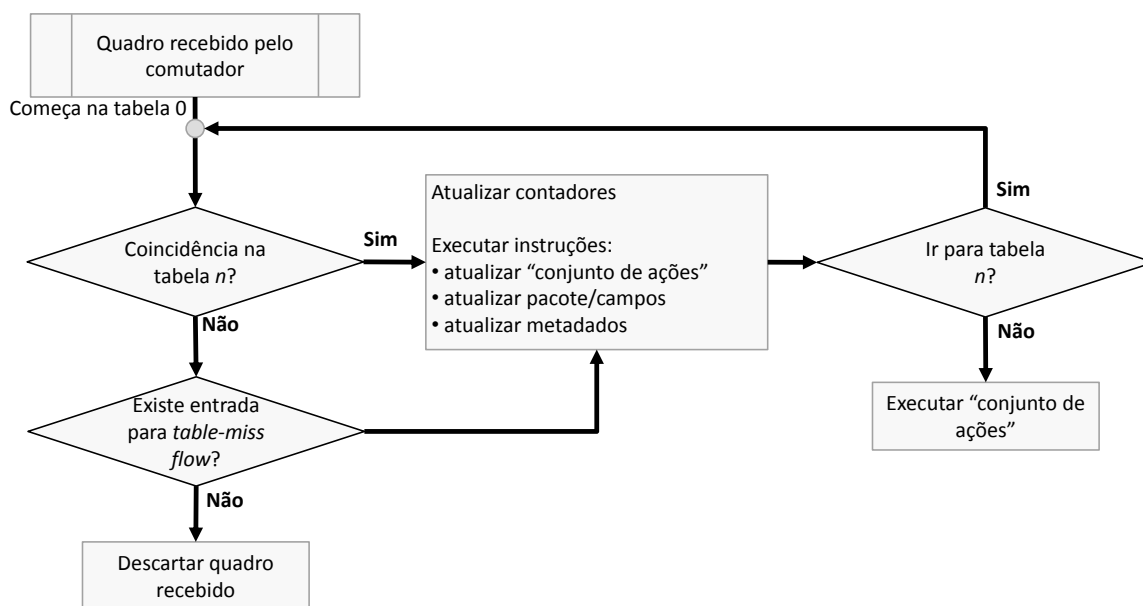 Quadro recebido pelo
comutador
Começa na tabela 0
Coincidência na
tabela n?
Sim
Não
Atualizar contadores
Executar instruções:
• atualizar “conjunto de ações”
• atualizar pacote/campos
• atualizar metadados
Sim
Ir para tabela
n?
Não
Executar “conjunto de
ações”
Existe entrada
para table-miss
flow?
Não
Descartar quadro
recebido